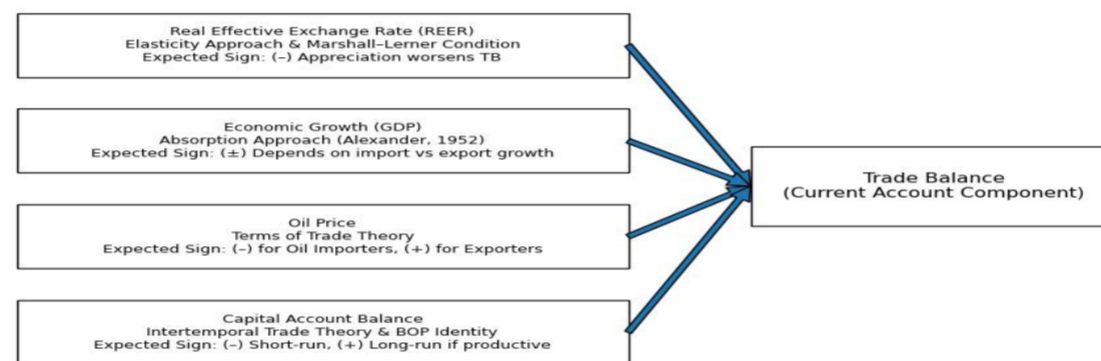 Real Effective Exchange Rate (REER)
Elasticity Approach & Marshall–Lerner Condition
Expected Sign: (–) Appreciation worsens TB
Economic Growth (GDP)
Absorption Approach (Alexander, 1952)
Expected Sign: (±) Depends on import vs export growth
Oil Price
Terms of Trade Theory
Expected Sign: (–) for Oil Importers, (+) for Exporters
Capital Account Balance
Intertemporal Trade Theory & BOP Identity
Expected Sign: (–) Short-run, (+) Long-run if productive
Trade Balance
(Current Account Component)